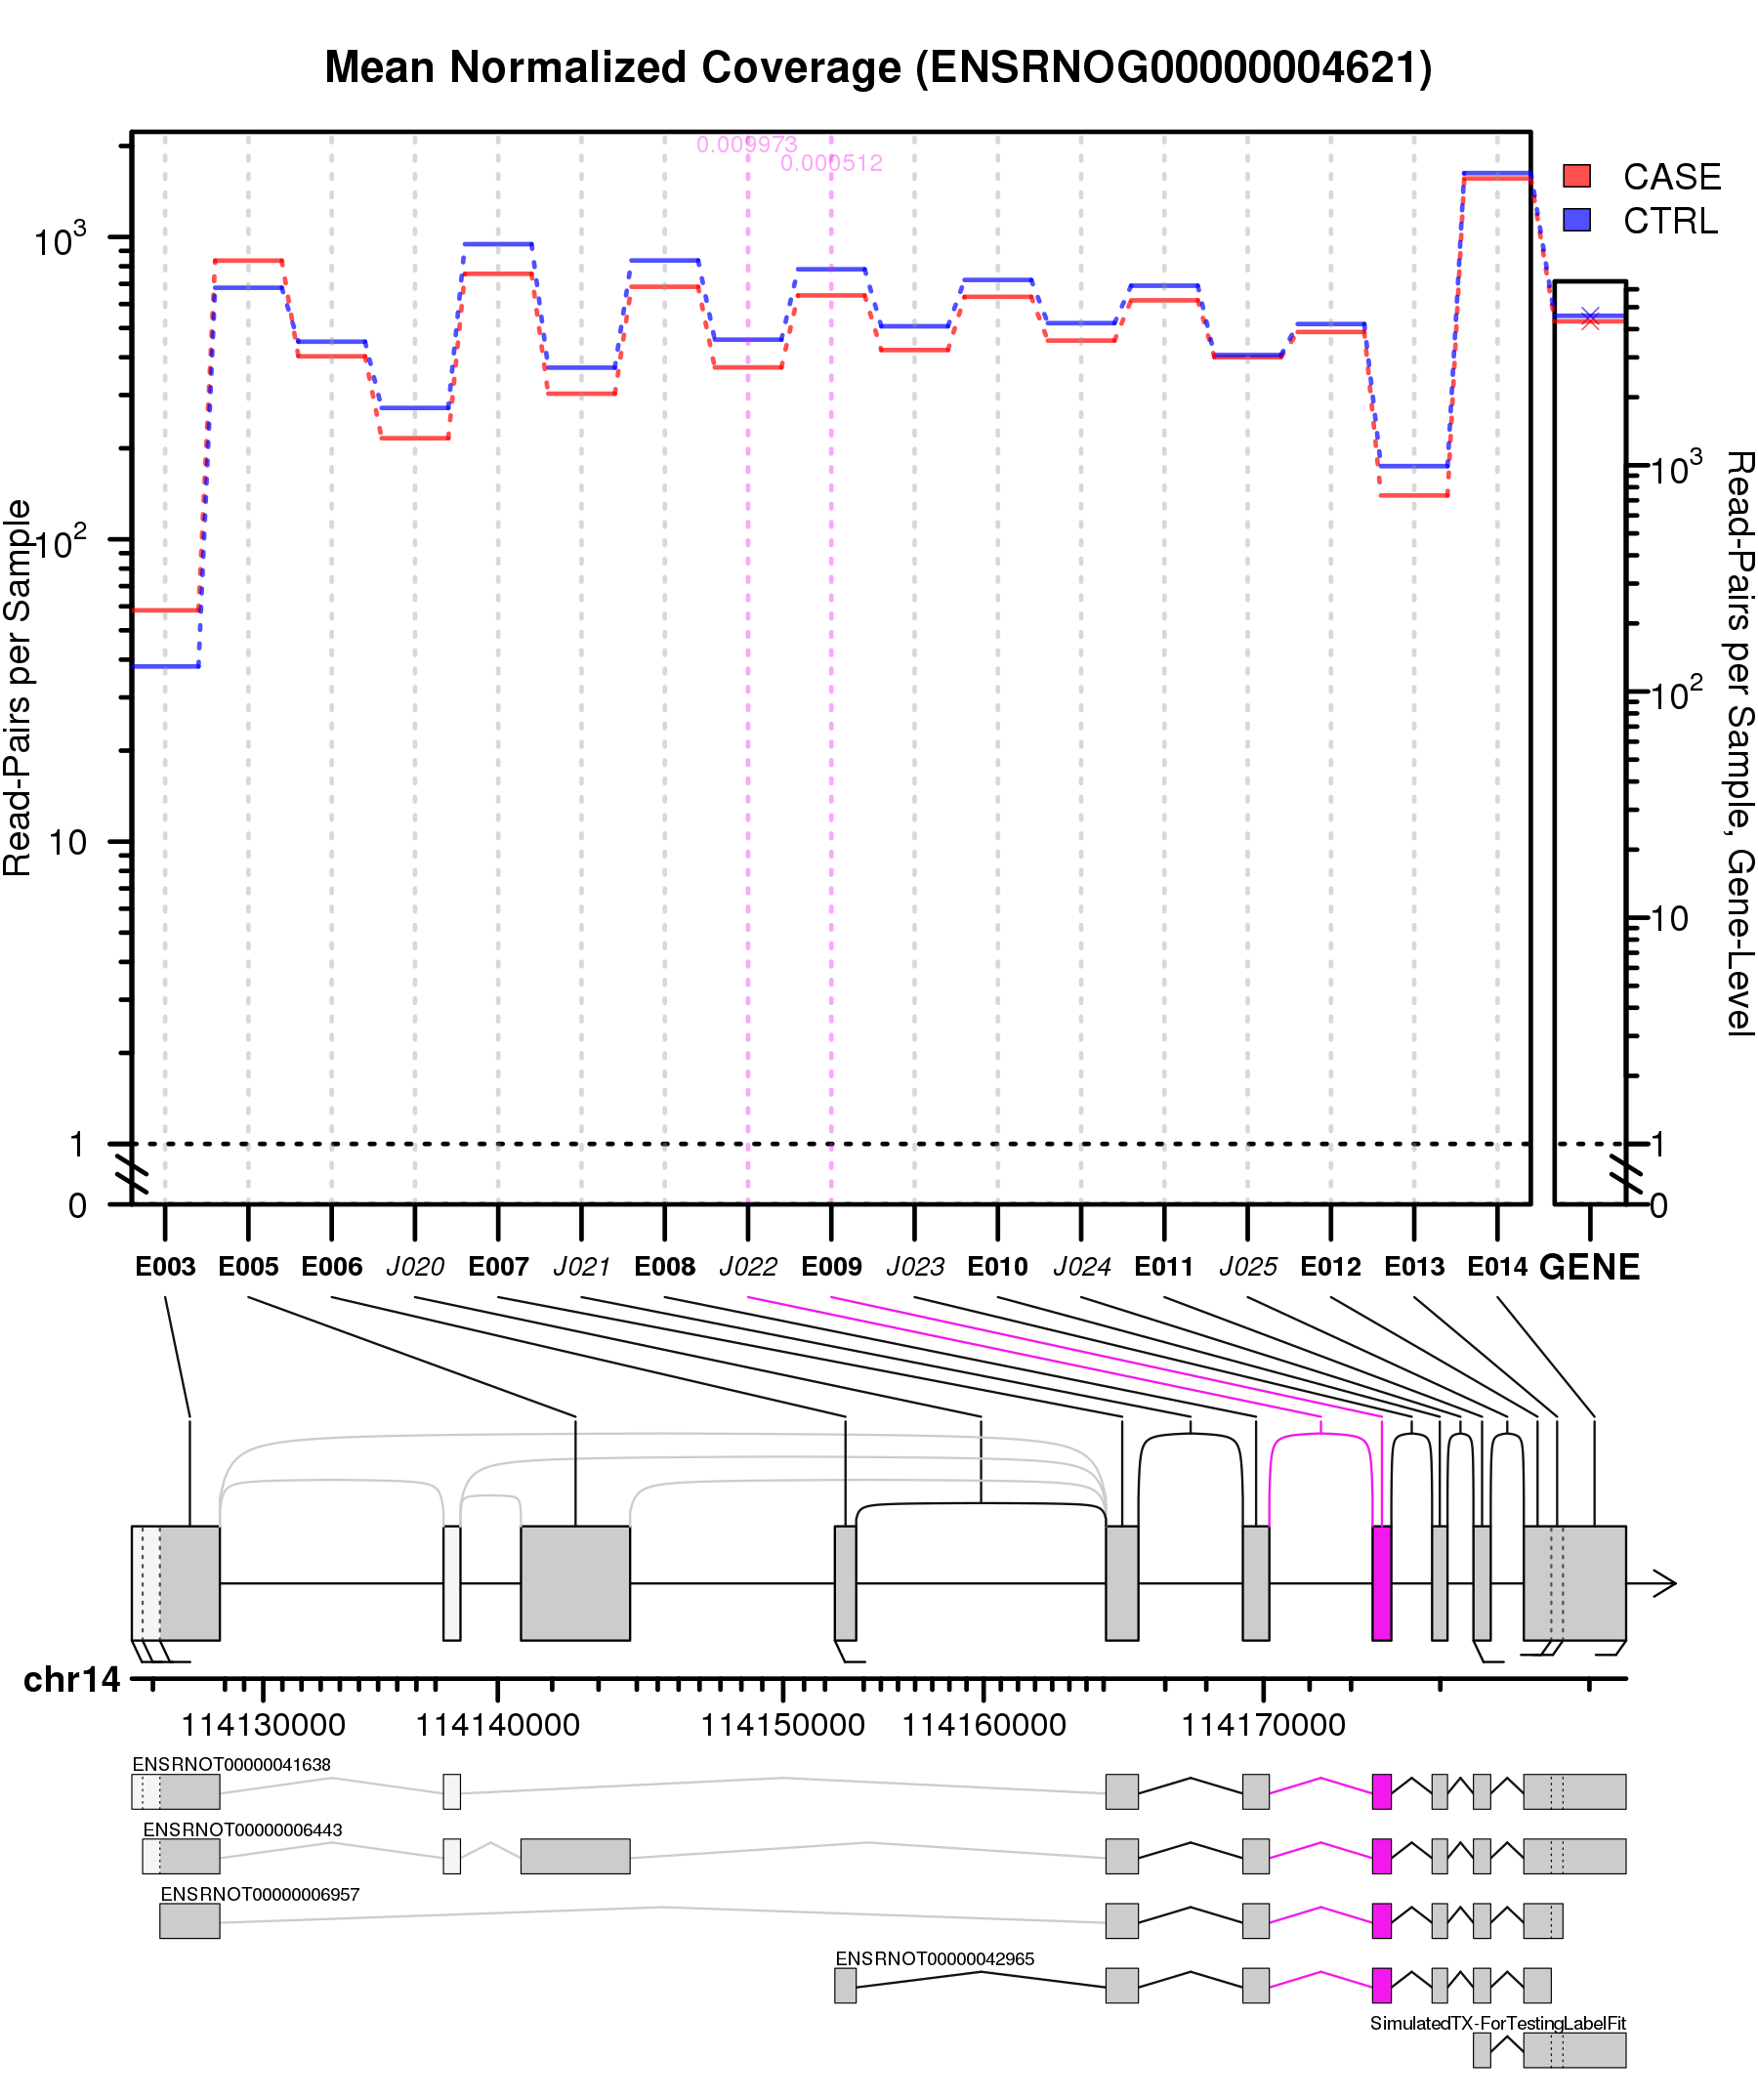 Mean Normalized Coverage (ENSRNOG00000004621)
0.009973
0.000512
CASE
CTRL
10³
10²
10
1
0
Read-Pairs per Sample
10³
10²
10
1
0
Read-Pairs per Sample, Gene-Level
E003 E005 E006 J020 E007 J021 E008 J022 E009 J023 E010 J024 E011 J025 E012 E013 E014 GENE
chr14
114130000 114140000 114150000 114160000 114170000
ENSRNOT00000041638
ENSRNOT00000006443
ENSRNOT00000006957
ENSRNOT00000042965
SimulatedTX-ForTestingLabelFit